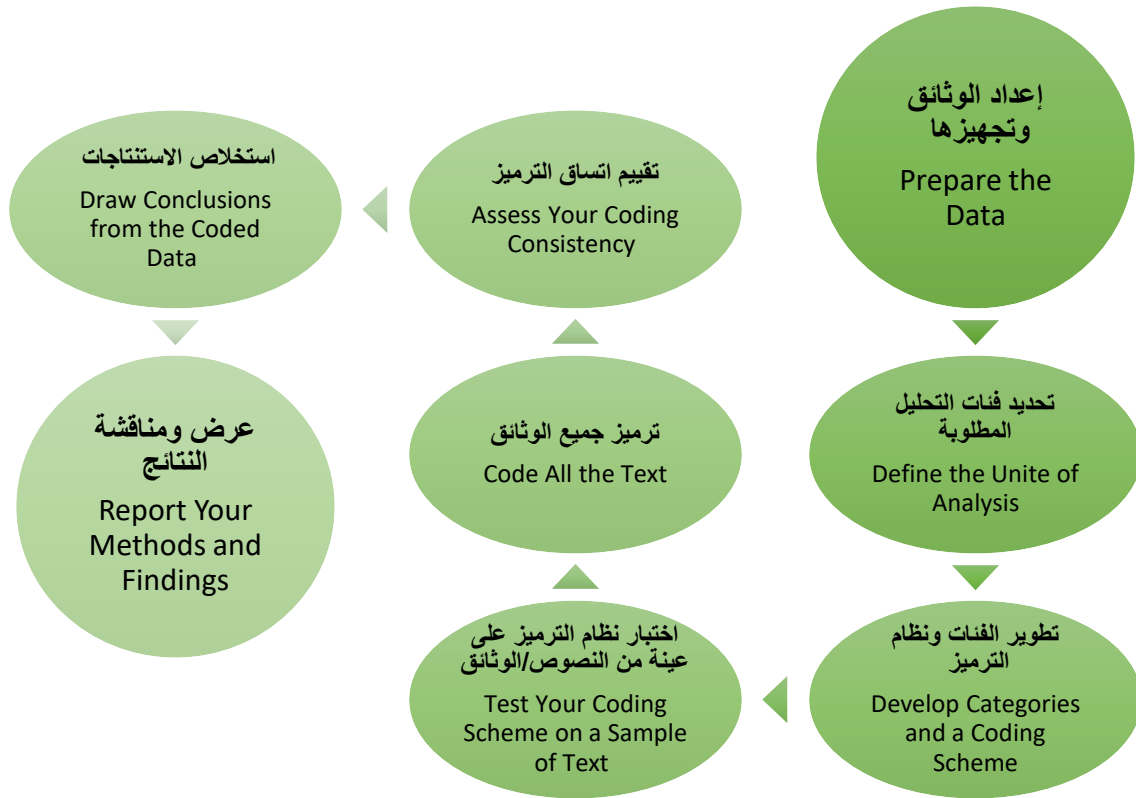 إعداد الوثائق
وتجهيزها
Prepare the
Data
تحديد فئات التحليل
المطلوبة
Define the Unite of
Analysis
تطوير الفئات ونظام
الترميز
Develop Categories
and a Coding
Scheme
اختبار نظام الترميز على
عينة من النصوص/الوثائق
Test Your Coding
Scheme on a Sample
of Text
ترميز جميع الوثائق
Code All the Text
تقييم اتساق الترميز
Assess Your Coding
Consistency
استخلاص الاستنتاجات
Draw Conclusions
from the Coded
Data
عرض ومناقشة
النتائج
Report Your
Methods and
Findings